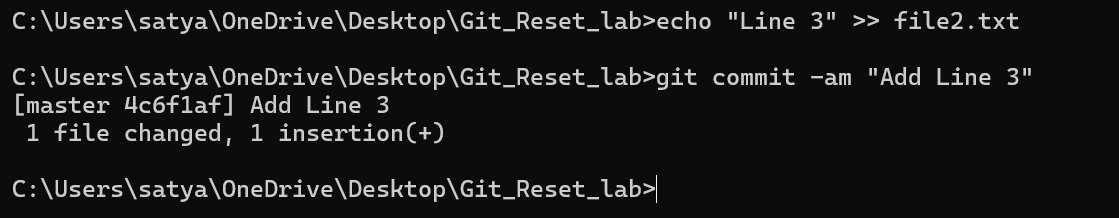 C:\Users\satya\OneDrive\Desktop\Git_Reset_lab>echo "Line 3" >> file2.txt
C:\Users\satya\OneDrive\Desktop\Git_Reset_lab>git commit -am "Add Line 3"
[master 4c6f1af] Add Line 3
 1 file changed, 1 insertion(+)
C:\Users\satya\OneDrive\Desktop\Git_Reset_lab>